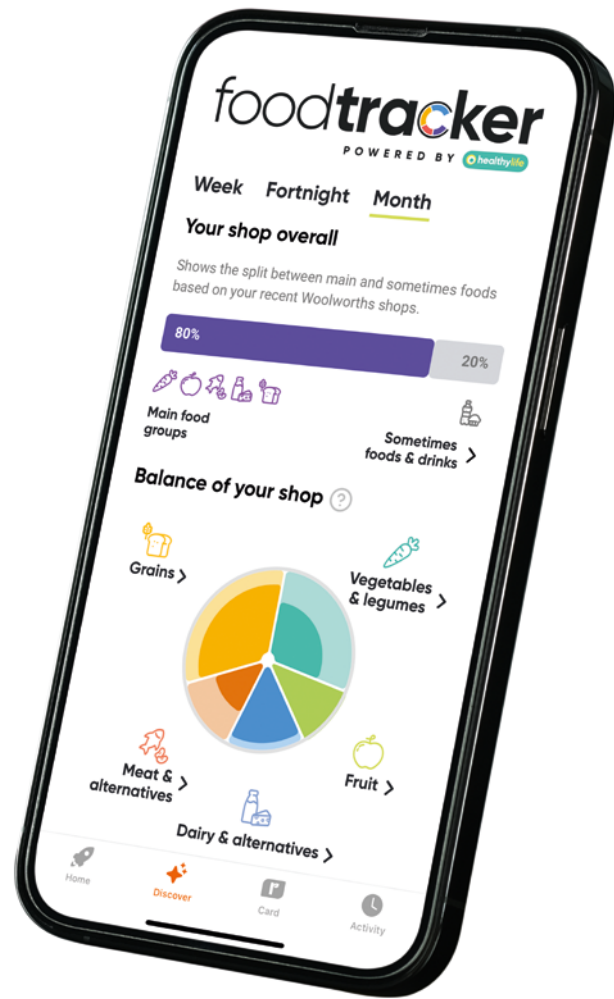 foodtracker
POWERED BY healthylife
Week Fortnight Month
Your shop overall
Shows the split between main and sometimes foods
based on your recent Woolworths shops.
80% 20%
Main food
groups
Sometimes
foods & drinks >
Balance of your shop ?
Grains >
Vegetables
& legumes >
Meat &
alternatives >
Fruit >
Dairy & alternatives >
Home
Discover
Card
Activity